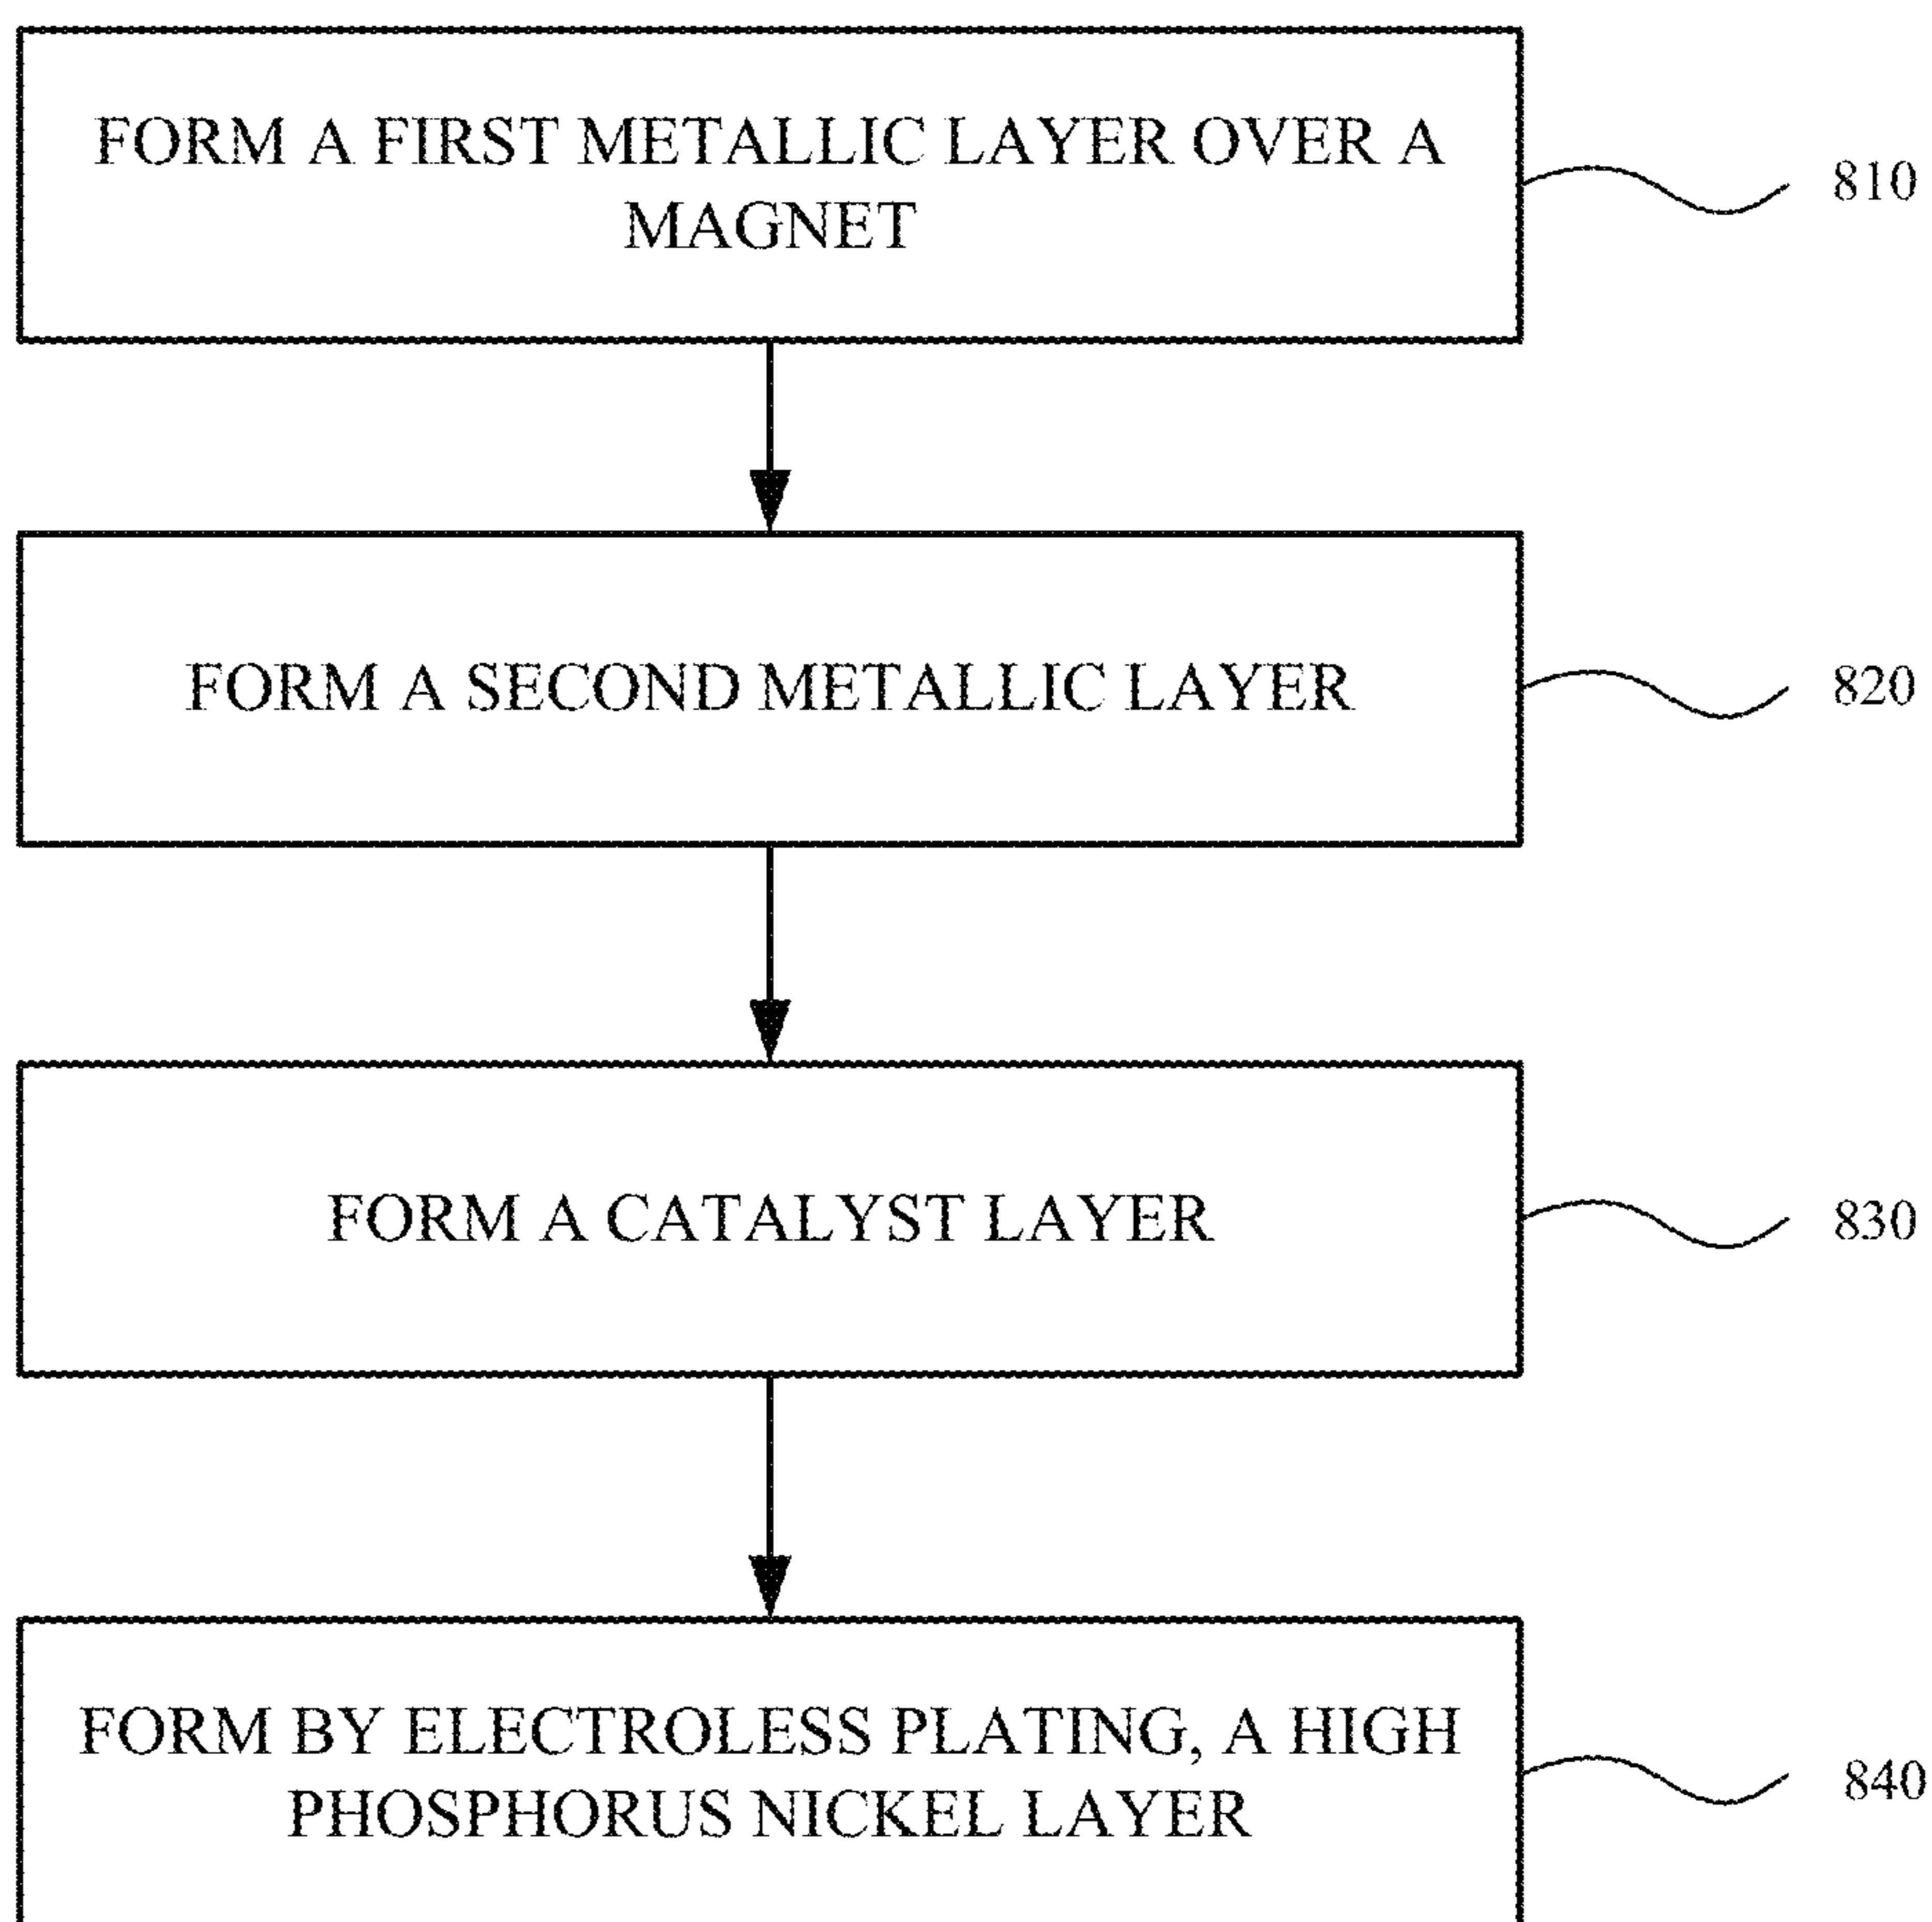 FORM A FIRST METALLIC LAYER OVER A
MAGNET
810
FORM A SECOND METALLIC LAYER
820
FORM A CATALYST LAYER
830
FORM BY ELECTROLESS PLATING, A HIGH
PHOSPHORUS NICKEL LAYER
840